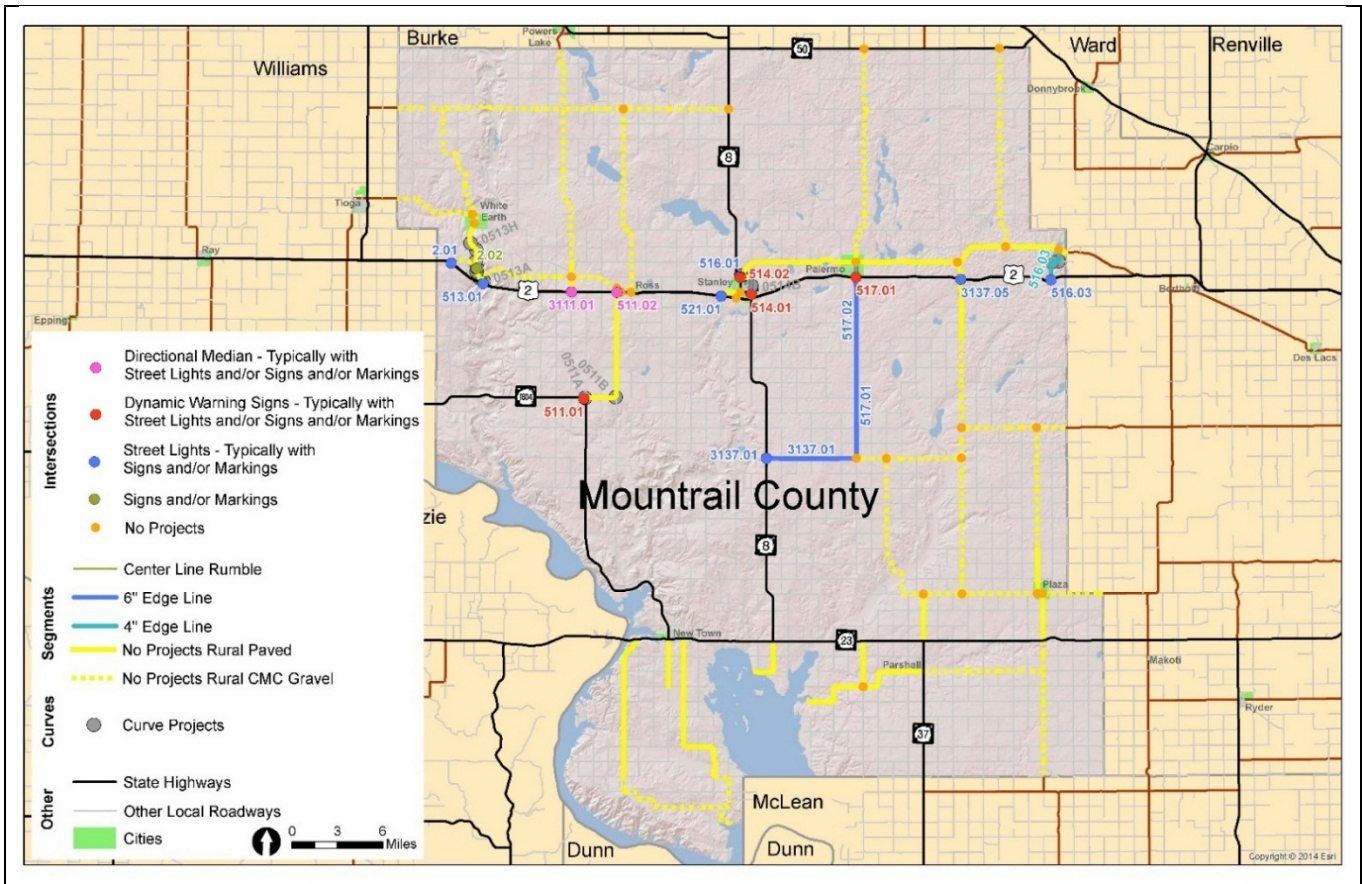 Burke
Powers
Lake
50
Ward
Renville
Williams
Donnybrook
Carpio
8
Tioga
White
Earth
10513H
Ray
2.01
2.02
10513A
516.01
514.02
Palermo
516.03
2
513.01
2
Ross
Stanley
0514B
517.01
3137.05
516.03
Berthold
3111.01
511.02
521.01
514.01
517.02
Epping
Des Lacs
0511A
0511B
1804
511.01
517.01
3137.01
3137.01
Mountrail County
zie
8
Plaza
New Town
23
Parshall
Makoti
Ryder
37
McLean
Dunn
Dunn
Intersections
Directional Median - Typically with
Street Lights and/or Signs and/or Markings
Dynamic Warning Signs - Typically with
Street Lights and/or Signs and/or Markings
Street Lights - Typically with
Signs and/or Markings
Signs and/or Markings
No Projects
Segments
Center Line Rumble
6" Edge Line
4" Edge Line
No Projects Rural Paved
No Projects Rural CMC Gravel
Curves
Curve Projects
Other
State Highways
Other Local Roadways
Cities
0 3 6
Miles
Copyright © 2014 Esri